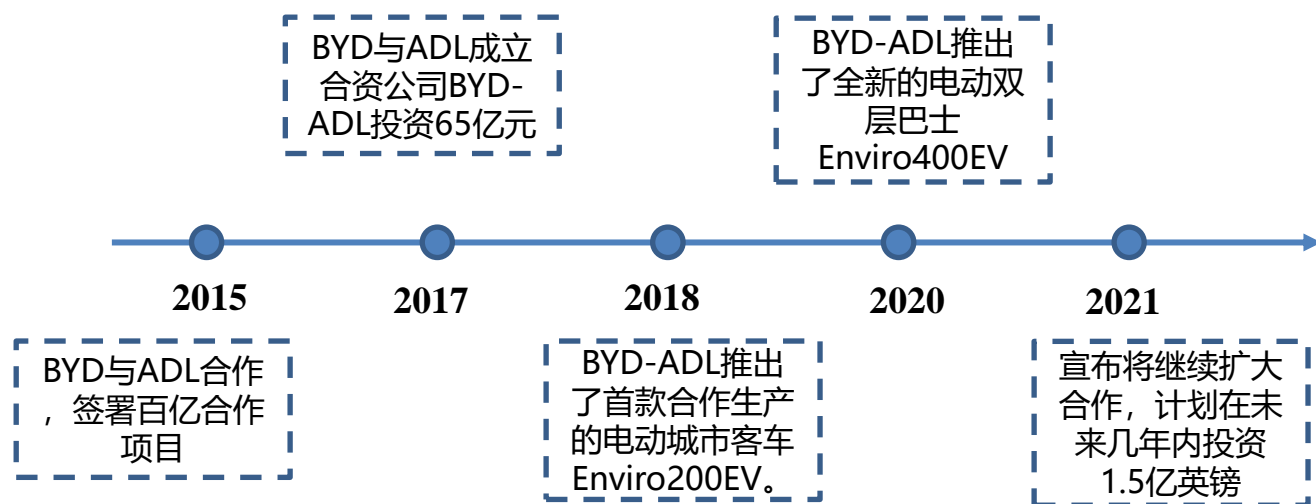 BYD与ADL成立
合资公司BYD-
ADL投资65亿元
BYD-ADL推出
了全新的电动双
层巴士
Enviro400EV
2015
2017
2018
2020
2021
BYD与ADL合作
，签署百亿合作
项目
BYD-ADL推出
了首款合作生产
的电动城市客车
Enviro200EV。
宣布将继续扩大
合作，计划在未
来几年内投资
1.5亿英镑